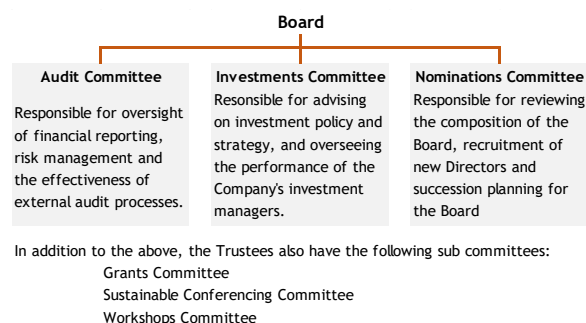 Board
Audit Committee
Responsible for oversight
of financial reporting,
risk management and
the effectiveness of
external audit processes.
Investments Committee
Resonsible for advising
on investment policy and
strategy, and overseeing
the performance of the
Company's investment
managers.
Nominations Committee
Responsible for reviewing
the composition of the
Board, recruitment of
new Directors and
succession planning for
the Board
In addition to the above, the Trustees also have the following sub committees:
Grants Committee
Sustainable Conferencing Committee
Workshops Committee